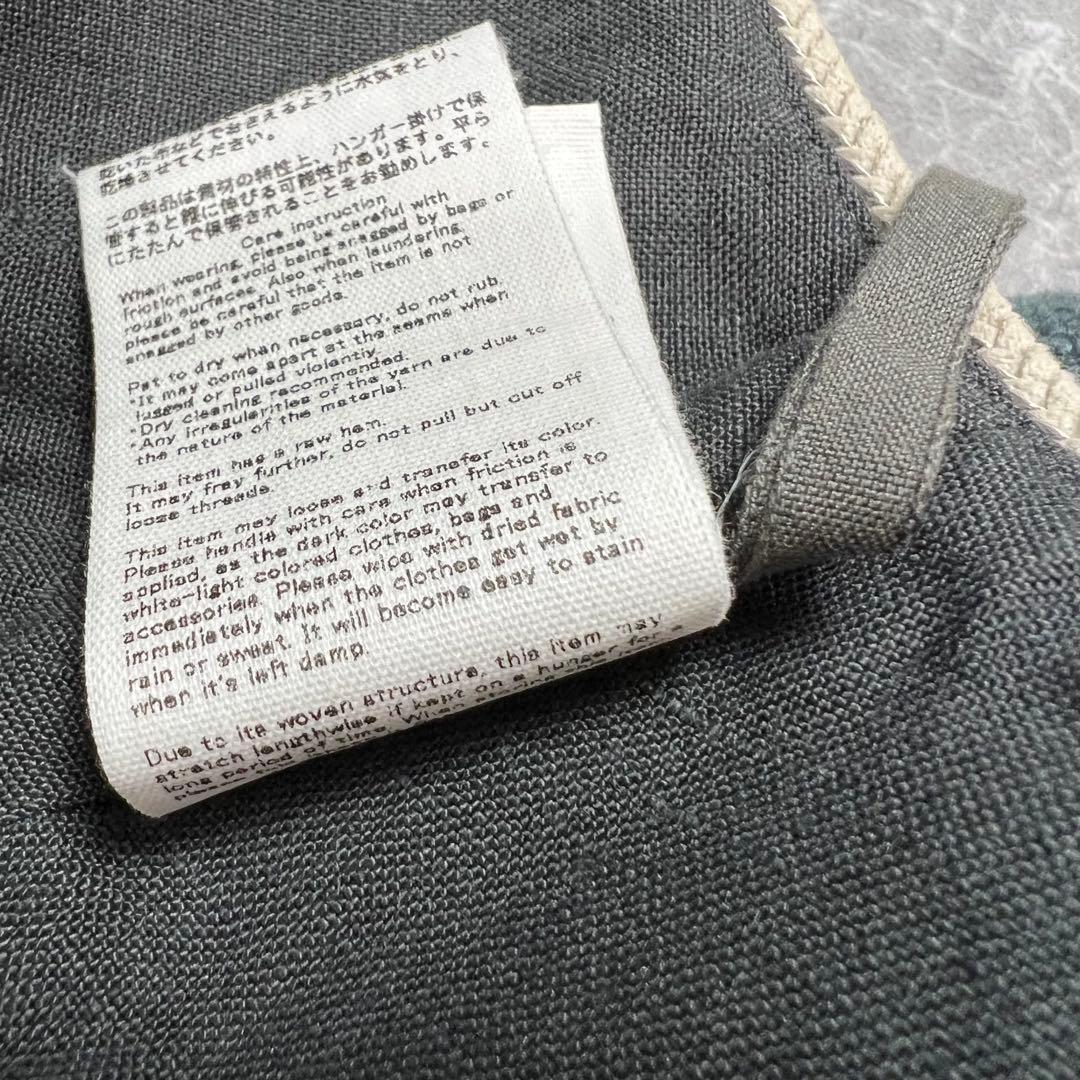 乾いた布などでおさえるように水気をとり、
乾燥させてください。
この製品は素材の特性上、ハンガー掛けで保
管すると縦に伸びる可能性があります。平ら
にたたんで保管されることをお勧めします。
Care instruction
When wearing, please be careful with
friction and avoid being snagged by bags or
rough surfaces. Also when laundering,
please be careful that the item is not
snagged by other goods.
Pat to dry when necessary, do not rub.
・It may come apart at the seams when
lugged or pulled violently.
・Dry cleaning recommended.
・Any irregularities of the yarn are due to
the nature of the material.
This item has a raw hem.
It may fray further, do not pull but cut off
loose threads.
This item may loose and transfer its color.
Please handle with care when friction is
applied, as the dark color may transfer to
white-light colored clothes, bags and
accessories. Please wipe with dried fabric
immediately when the clothes got wet by
rain or sweat. It will become easy to stain
when it's left damp.
Due to its woven structure, this item may
stretch lengthwise if kept on a hunger for a
long period of time. When storing the
please